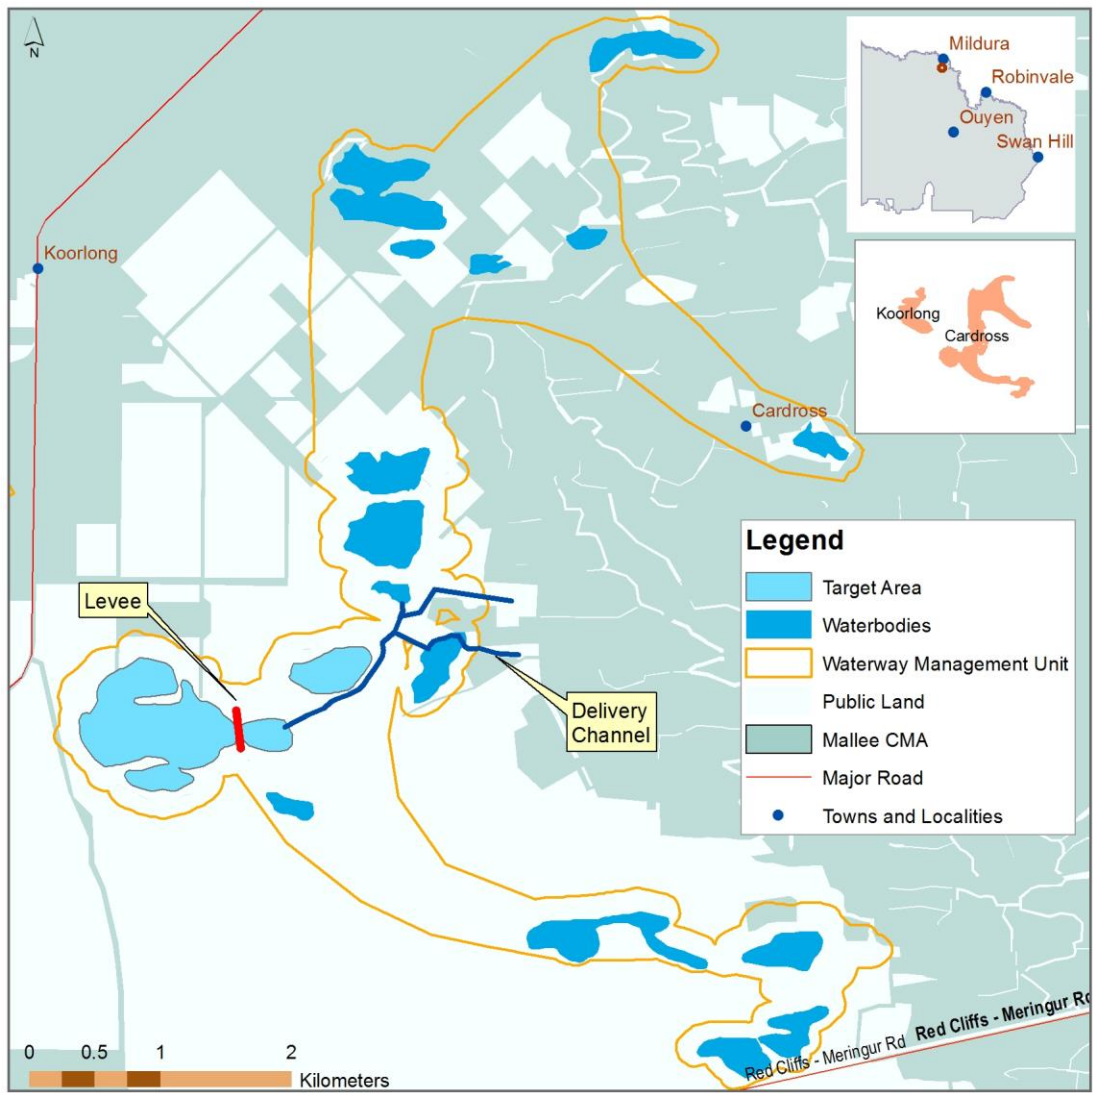 N
Mildura
Robinvale
Ouyen
Swan Hill
Koorlong
Koorlong
Cardross
Cardross
Legend
Target Area
Waterbodies
Waterway Management Unit
Public Land
Mallee CMA
Major Road
Towns and Localities
Levee
Delivery
Channel
Red Cliffs - Meringur Rd
Red Cliffs - Meringur Rd
0 0.5 1 2
Kilometers